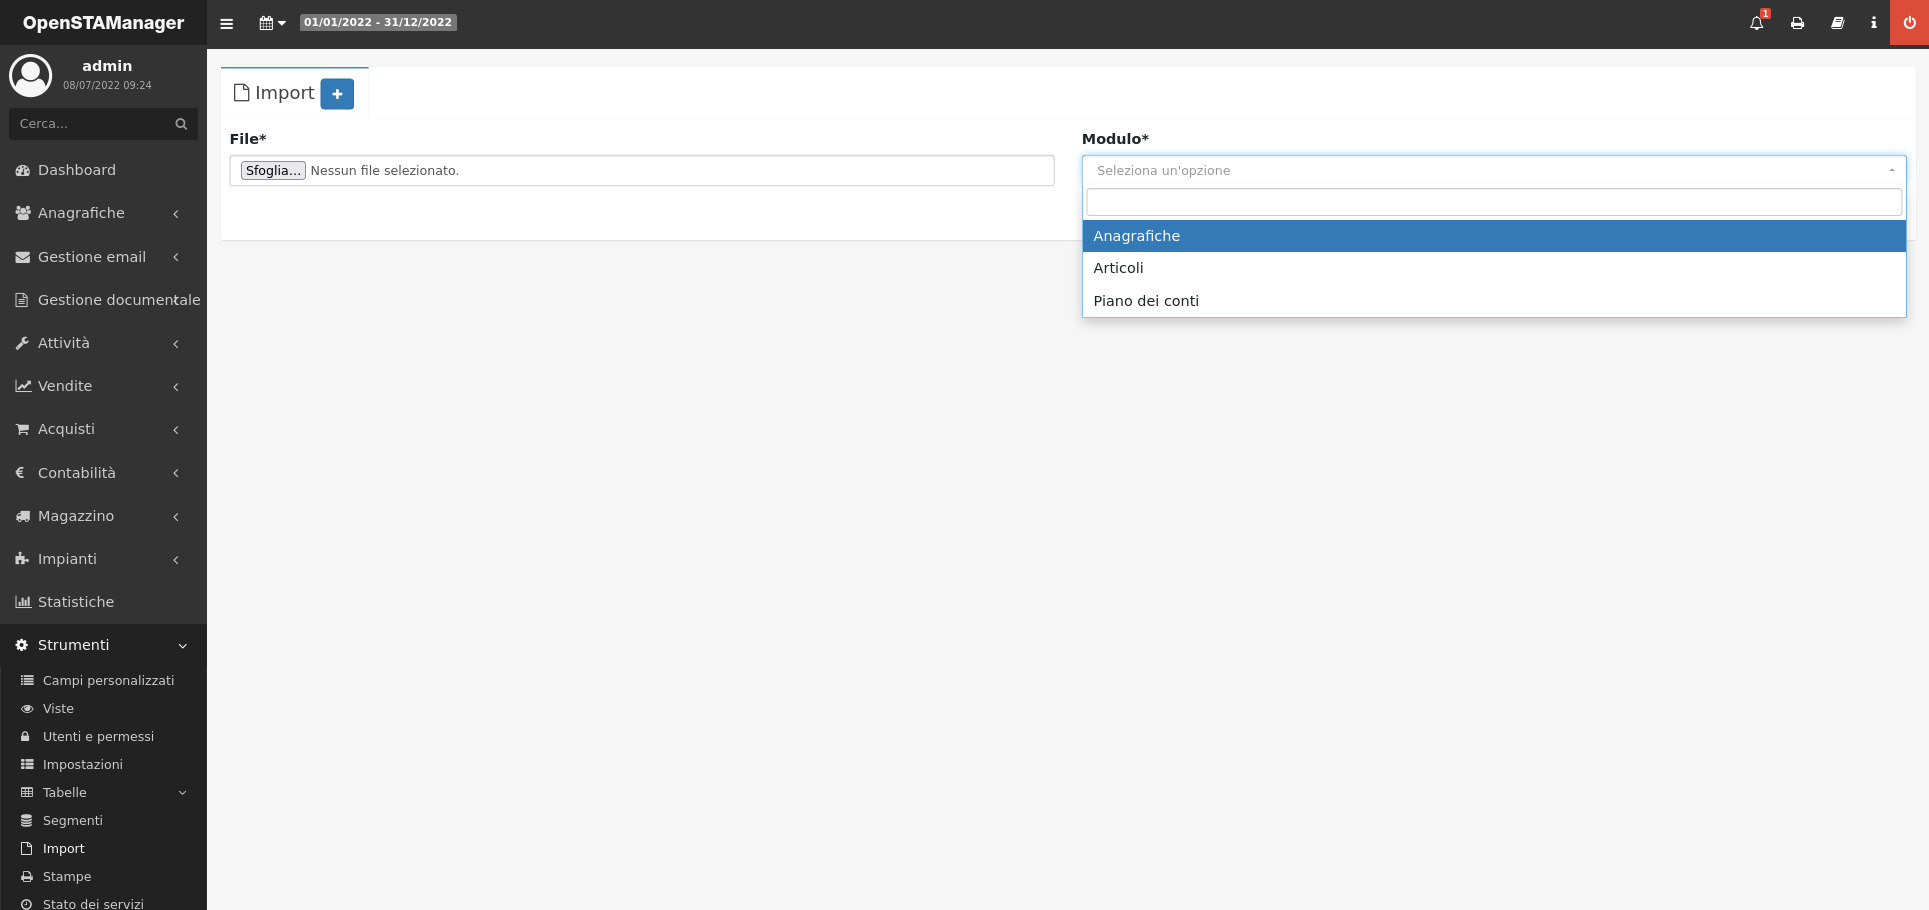 OpenSTAManager
01/01/2022 - 31/12/2022
1
admin
08/07/2022 09:24
Cerca...
Dashboard
Anagrafiche
Gestione email
Gestione documentale
Attività
Vendite
Acquisti
Contabilità
Magazzino
Impianti
Statistiche
Strumenti
Campi personalizzati
Viste
Utenti e permessi
Impostazioni
Tabelle
Segmenti
Import
Stampe
Stato dei servizi
Import
File*
Sfoglia... Nessun file selezionato.
Modulo*
Seleziona un'opzione
Anagrafiche
Articoli
Piano dei conti